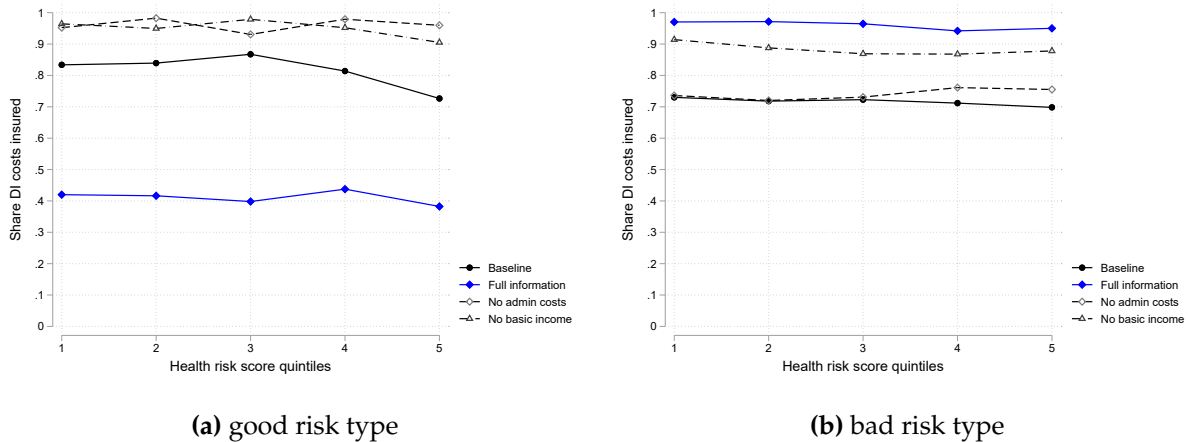 1
.9
.8
.7
.6
.5
.4
.3
.2
.1
0
Share DI costs insured
1 2 3 4 5
Health risk score quintiles
Baseline
Full information
No admin costs
No basic income
(a) good risk type
1
.9
.8
.7
.6
.5
.4
.3
.2
.1
0
Share DI costs insured
1 2 3 4 5
Health risk score quintiles
Baseline
Full information
No admin costs
No basic income
(b) bad risk type